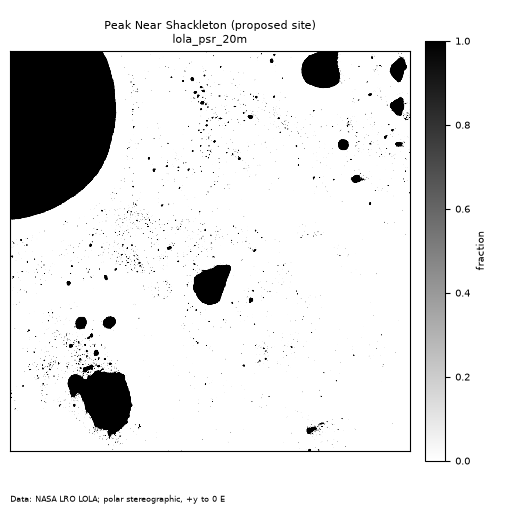 Peak Near Shackleton (proposed site)
lola_psr_20m
1.0
0.8
0.6
0.4
0.2
0.0
fraction
Data: NASA LRO LOLA; polar stereographic, +y to 0 E